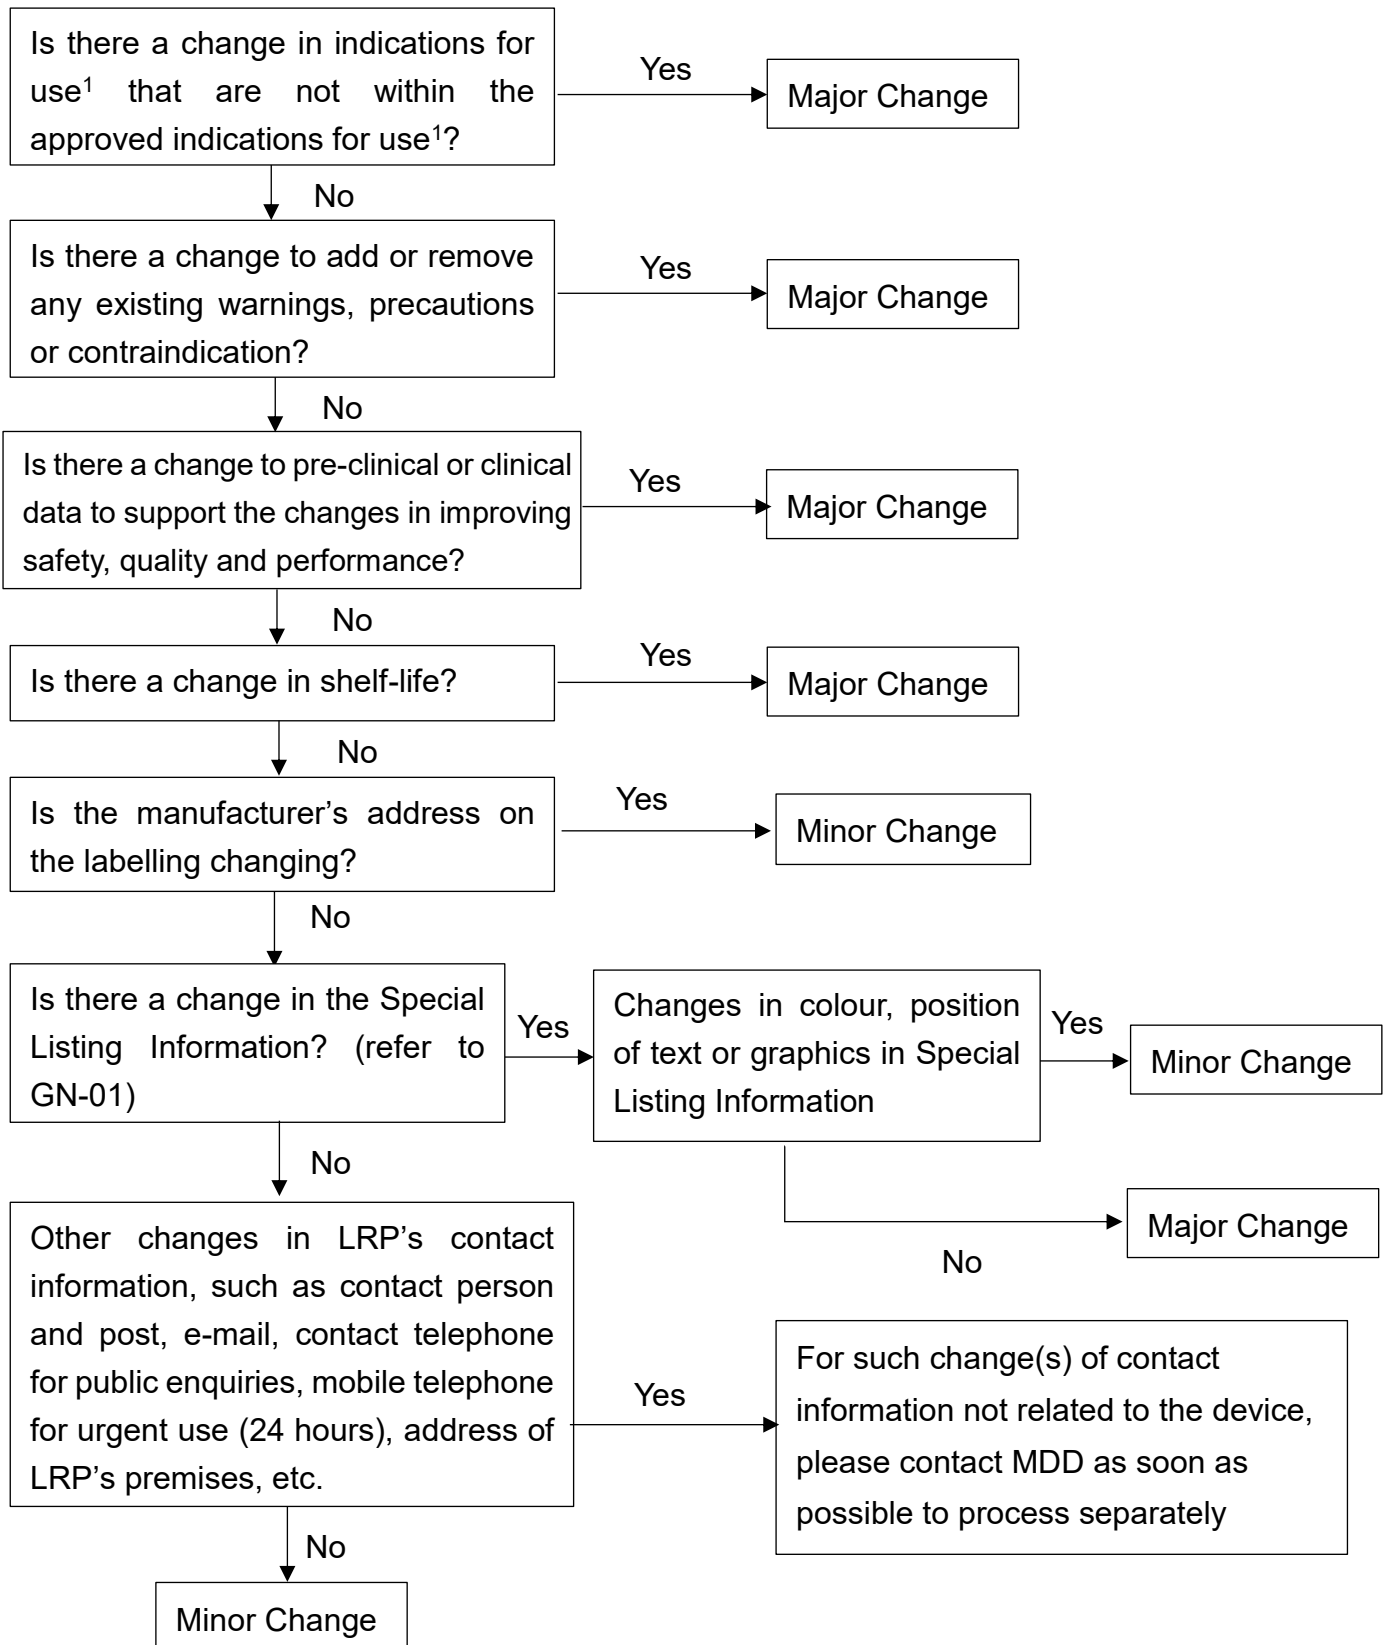 Is there a change in indications for
use¹ that are not within the
approved indications for use¹?
Yes
Major Change
No
Is there a change to add or remove
any existing warnings, precautions
or contraindication?
Yes
Major Change
No
Is there a change to pre-clinical or clinical
data to support the changes in improving
safety, quality and performance?
Yes
Major Change
No
Is there a change in shelf-life?
Yes
Major Change
No
Is the manufacturer’s address on
the labelling changing?
Yes
Minor Change
No
Is there a change in the Special
Listing Information? (refer to
GN-01)
Yes
Changes in colour, position
of text or graphics in Special
Listing Information
Yes
Minor Change
No
Major Change
No
Other changes in LRP’s contact
information, such as contact person
and post, e-mail, contact telephone
for public enquiries, mobile telephone
for urgent use (24 hours), address of
LRP’s premises, etc.
Yes
For such change(s) of contact
information not related to the device,
please contact MDD as soon as
possible to process separately
No
Minor Change